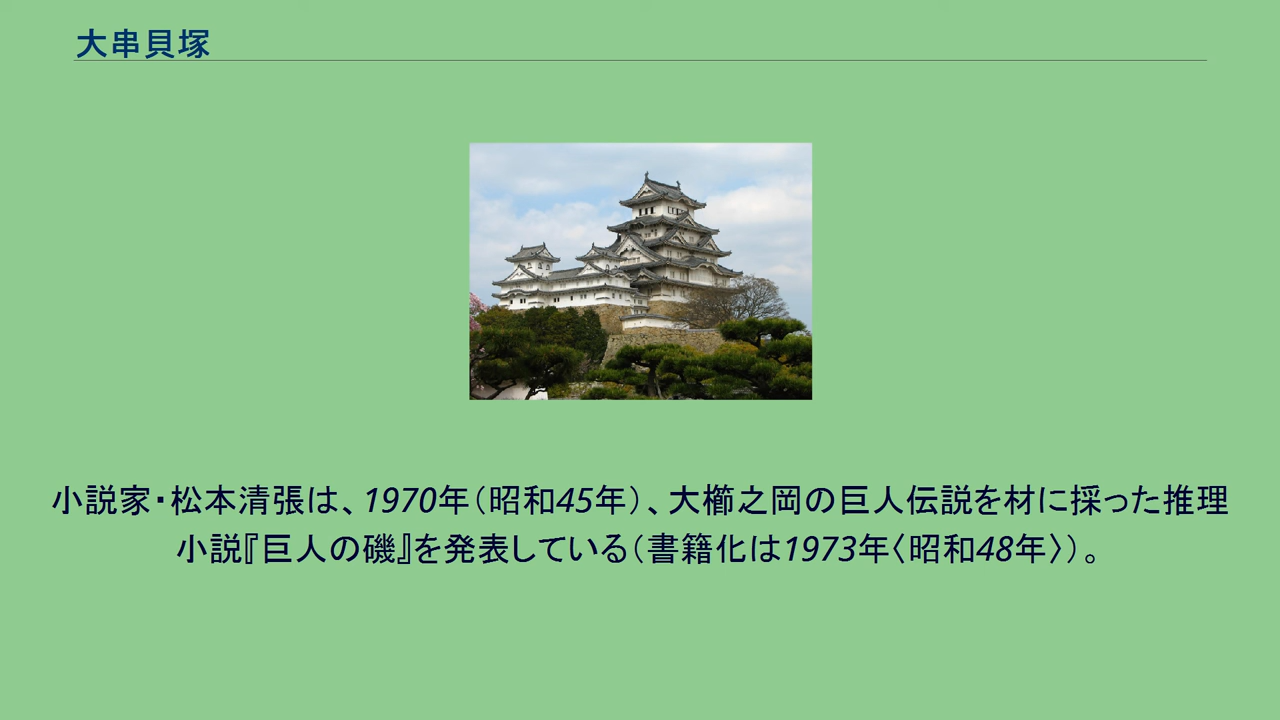 大串貝塚
小説家・松本清張は、1970年（昭和45年）、大櫛之岡の巨人伝説を材に採った推理
小説『巨人の磯』を発表している（書籍化は1973年〈昭和48年〉）。